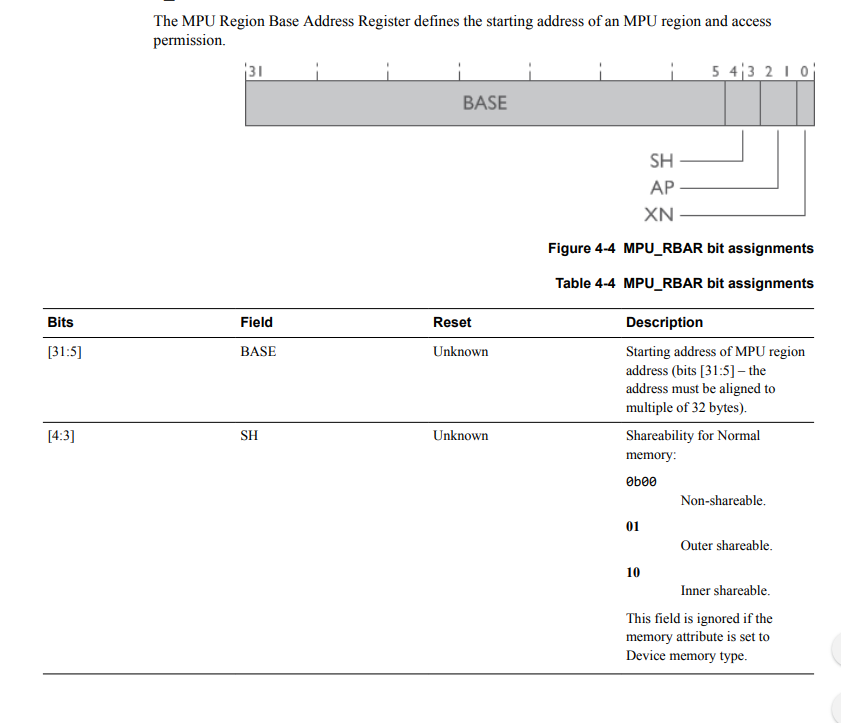 The MPU Region Base Address Register defines the starting address of an MPU region and access
permission.
31 5 4 3 2 1 0
BASE
SH
AP
XN
Figure 4-4 MPU_RBAR bit assignments
Table 4-4 MPU_RBAR bit assignments
Bits Field Reset Description
[31:5] BASE Unknown Starting address of MPU region
address (bits [31:5] – the
address must be aligned to
multiple of 32 bytes).
[4:3] SH Unknown Shareability for Normal
memory:
0b00
Non-shareable.
01
Outer shareable.
10
Inner shareable.
This field is ignored if the
memory attribute is set to
Device memory type.